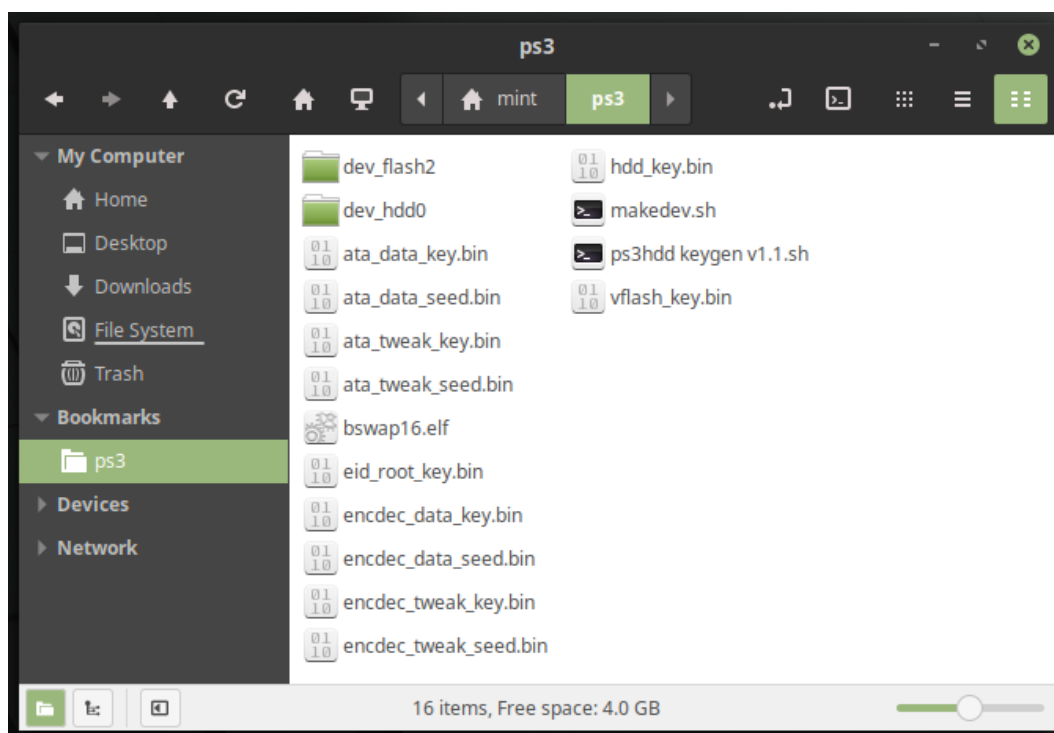 ps3
mint
ps3
My Computer
Home
Desktop
Downloads
File System
Trash
Bookmarks
ps3
Devices
Network
dev_flash2
dev_hdd0
ata_data_key.bin
ata_data_seed.bin
ata_tweak_key.bin
ata_tweak_seed.bin
bswap16.elf
eid_root_key.bin
encdec_data_key.bin
encdec_data_seed.bin
encdec_tweak_key.bin
encdec_tweak_seed.bin
hdd_key.bin
makedev.sh
ps3hdd keygen v1.1.sh
vflash_key.bin
16 items, Free space: 4.0 GB